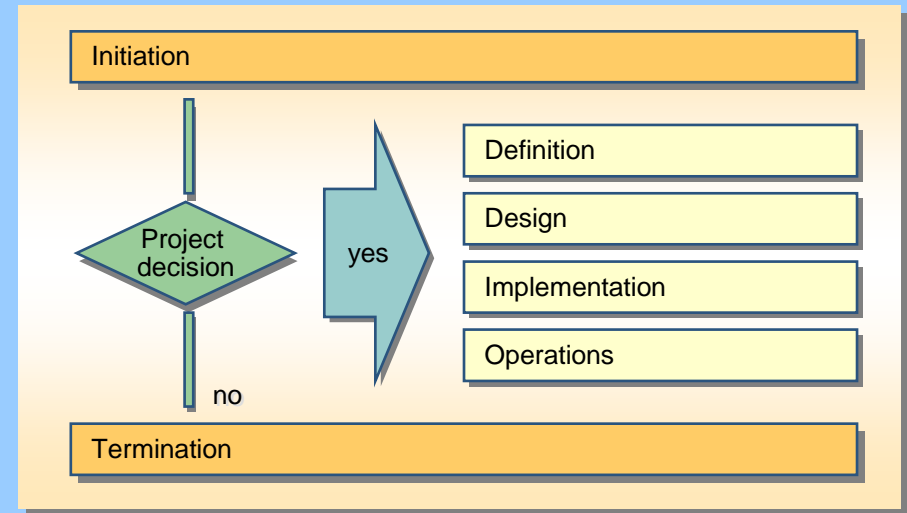 Initiation
Project
decision
yes
no
Definition
Design
Implementation
Operations
Termination